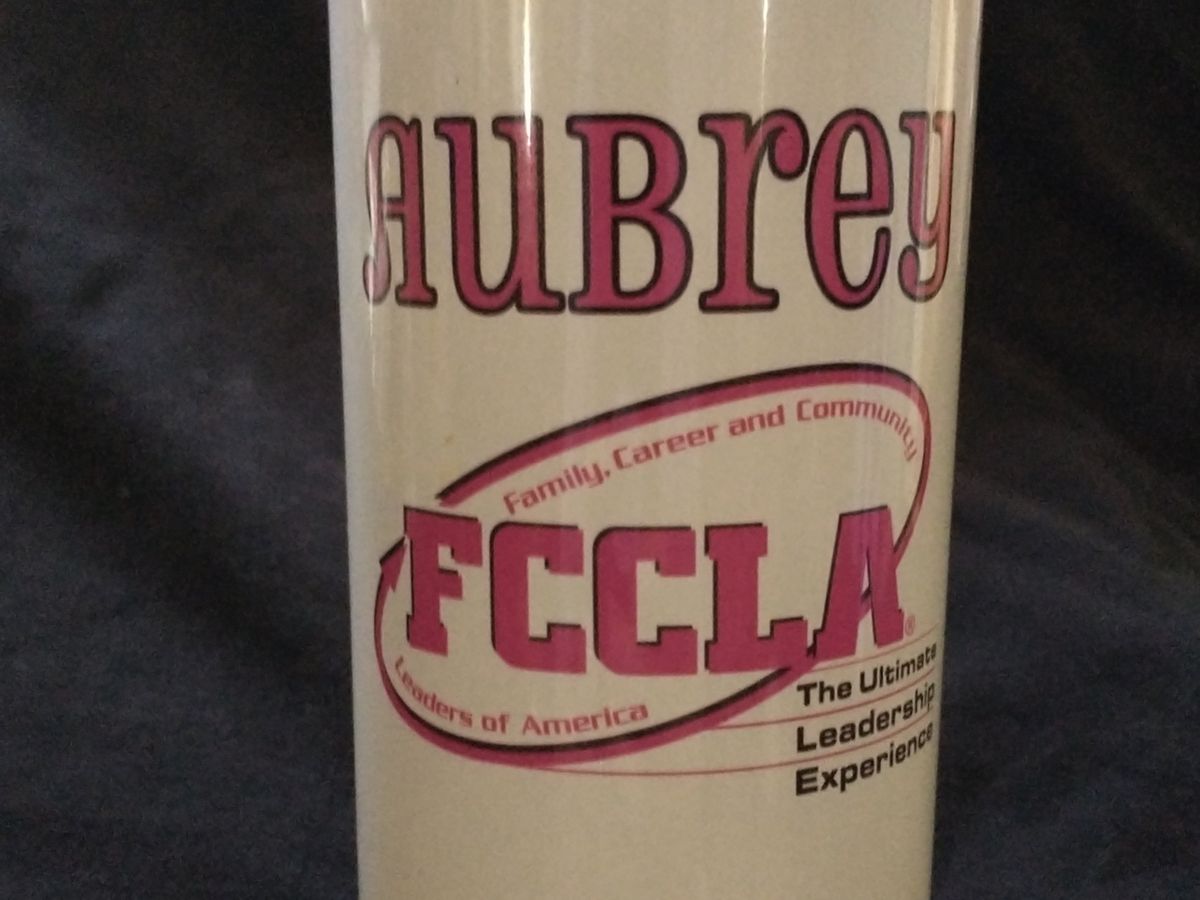 AUBrey
Family, Career and Community
FCCLA®
Leaders of America
The Ultimate
Leadership
Experience